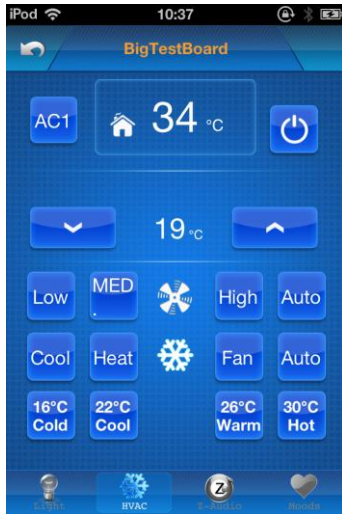 iPod 10:37
BigTestBoard
AC1 34 °C
19 °C
Low MED. High Auto
Cool Heat Fan Auto
16°C 22°C 26°C 30°C
Cold Cool Warm Hot
Light HVAC Z-Audio Moods
Z